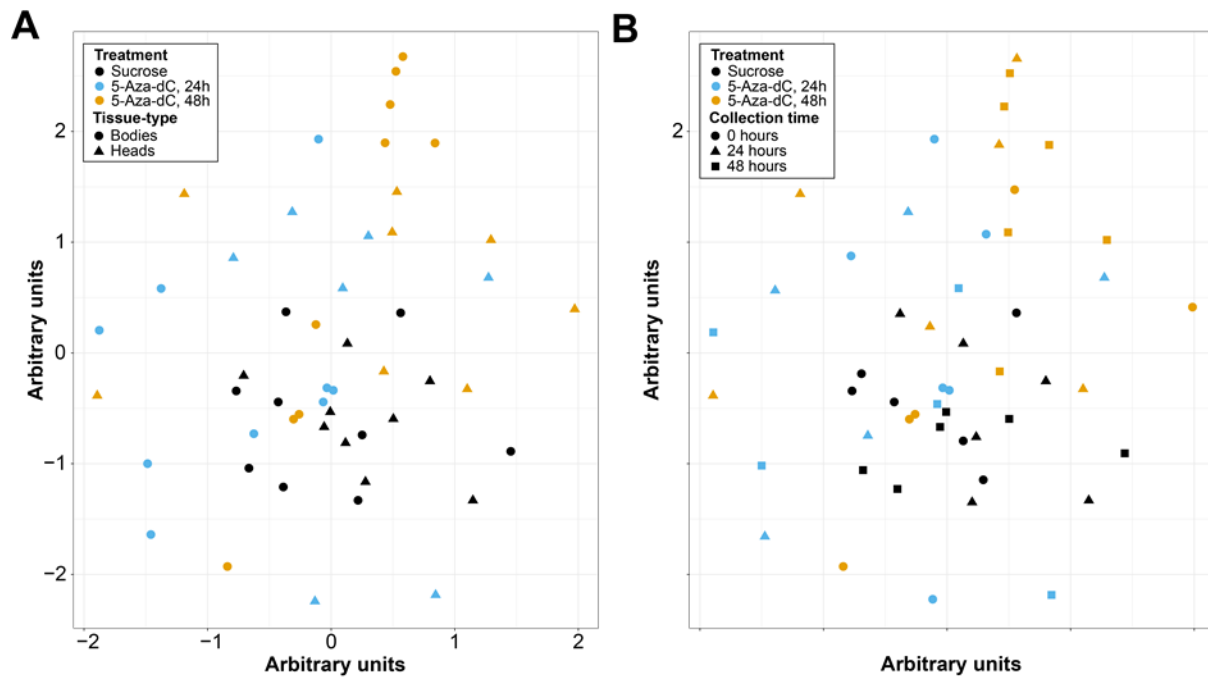 A
Treatment
Sucrose
5-Aza-dC, 24h
5-Aza-dC, 48h
Tissue-type
Bodies
Heads
2
1
0
−1
−2
−2
−1
0
1
2
Arbitrary units
Arbitrary units
B
Treatment
Sucrose
5-Aza-dC, 24h
5-Aza-dC, 48h
Collection time
0 hours
24 hours
48 hours
2
Arbitrary units
Arbitrary units